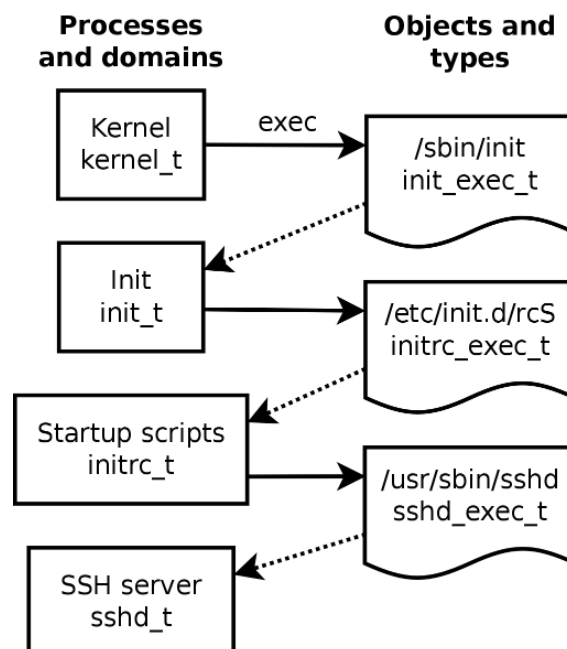 Processes
and domains
Objects and
types
Kernel
kernel_t
exec
/sbin/init
init_exec_t
Init
init_t
/etc/init.d/rcS
initrc_exec_t
Startup scripts
initrc_t
/usr/sbin/sshd
sshd_exec_t
SSH server
sshd_t